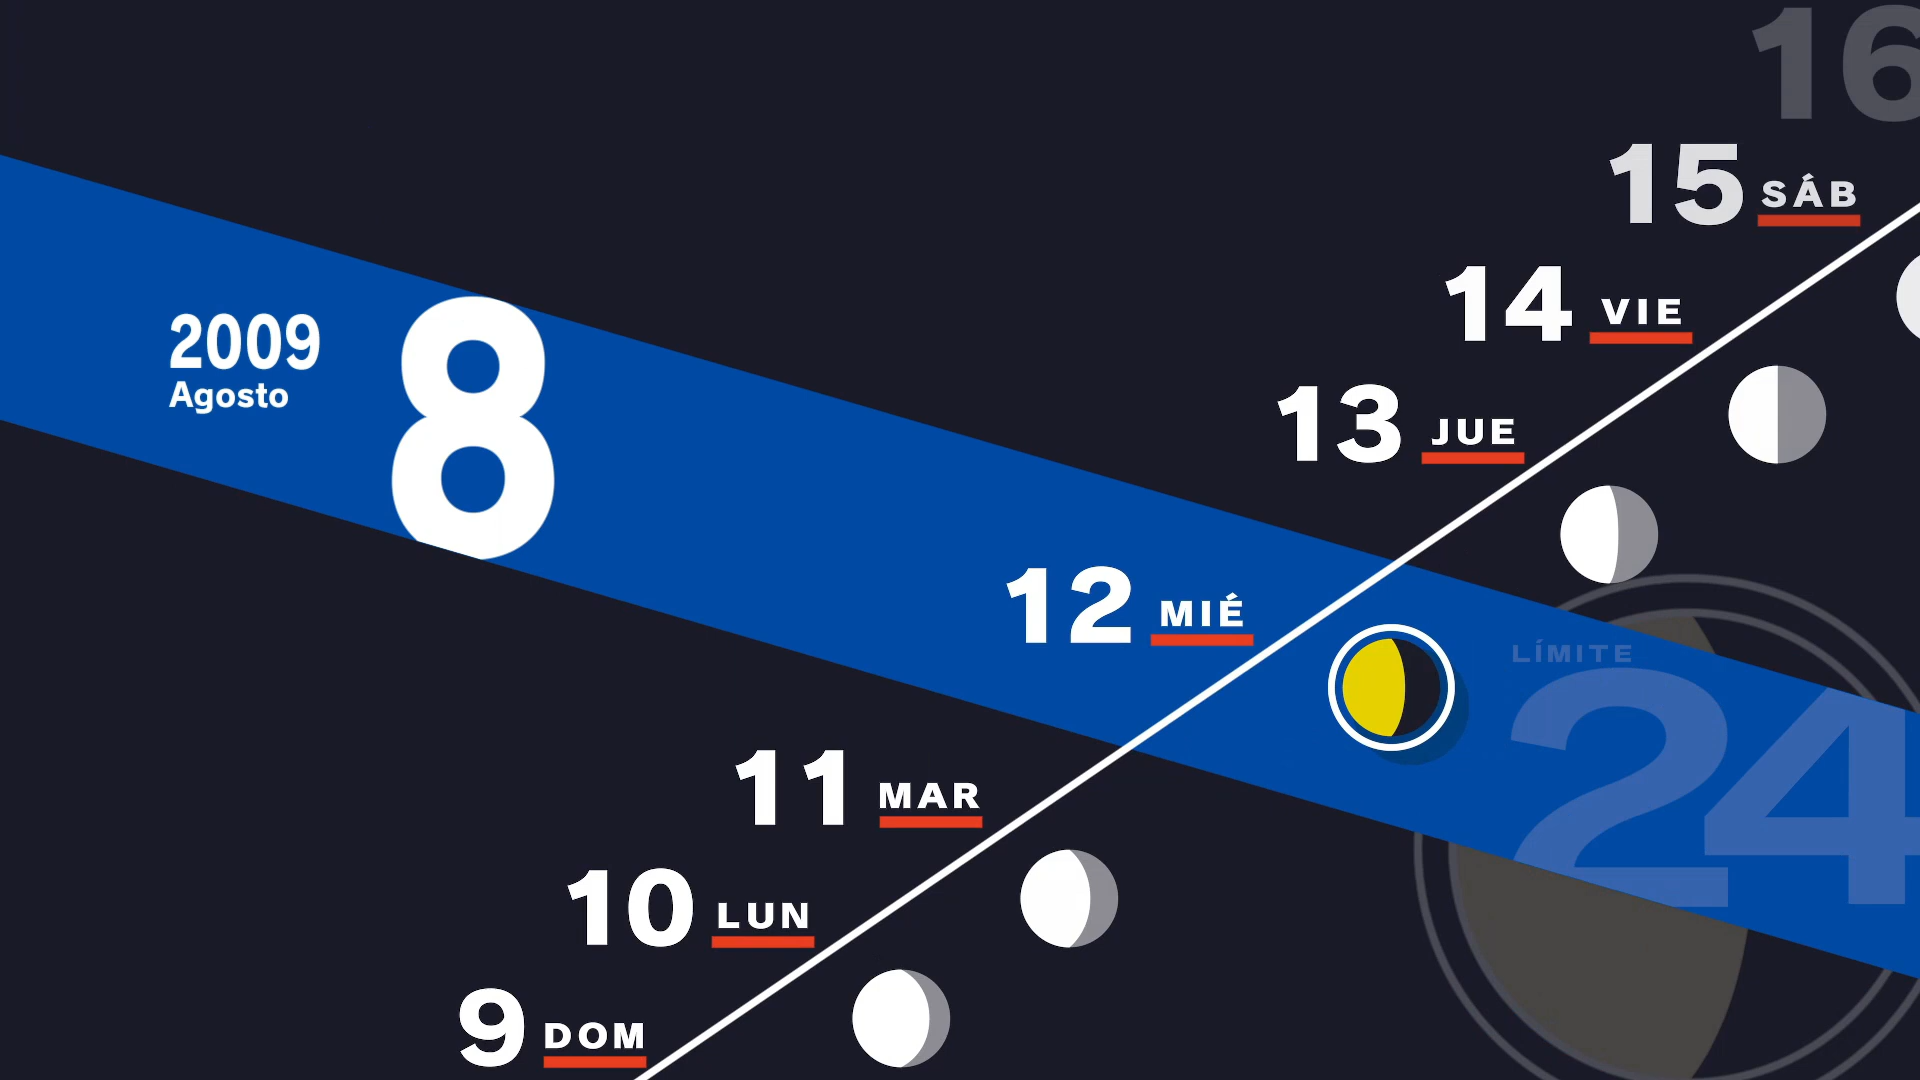 16
15 SÁB
14 VIE
2009
Agosto
8
13 JUE
12 MIÉ
LÍMITE
24
11 MAR
10 LUN
9 DOM